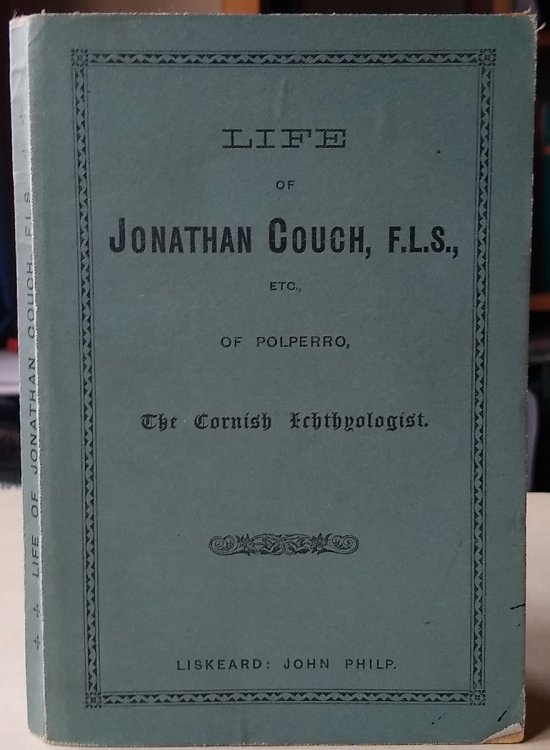 LIFE
OF
JONATHAN COUCH, F.L.S.,
ETC.,
OF POLPERRO,
The Cornish Ichthyologist.
LISKEARD: JOHN PHILP.
LIFE OF JONATHAN COUCH, F.L.S.